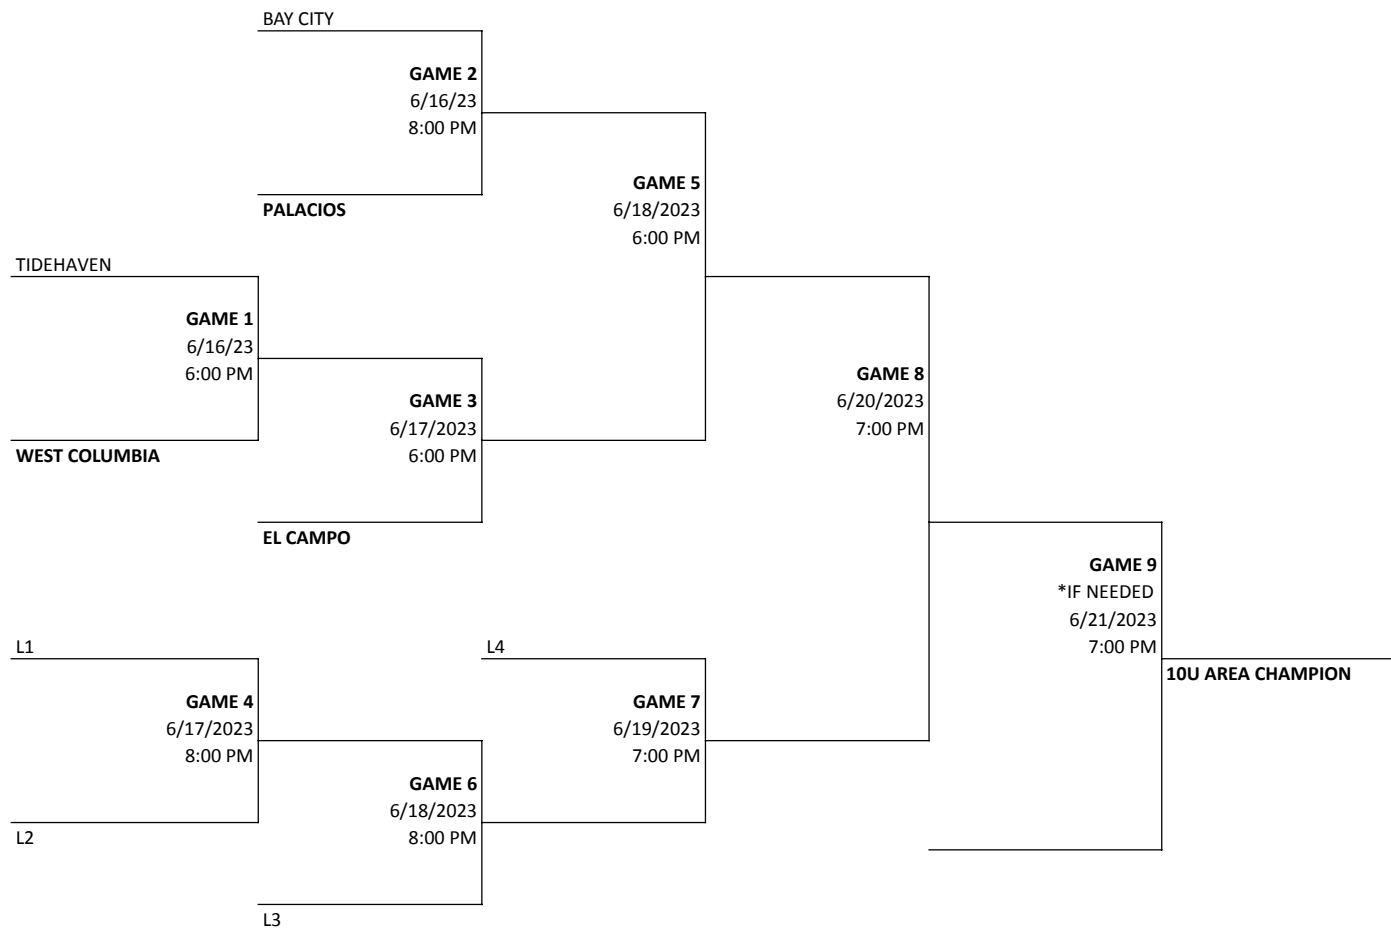 BAY CITY
GAME 2
6/16/23
8:00 PM
PALACIOS
GAME 5
6/18/2023
6:00 PM
TIDEHAVEN
GAME 1
6/16/23
6:00 PM
WEST COLUMBIA
GAME 3
6/17/2023
6:00 PM
EL CAMPO
GAME 8
6/20/2023
7:00 PM
GAME 9
*IF NEEDED
6/21/2023
7:00 PM
10U AREA CHAMPION
L1
GAME 4
6/17/2023
8:00 PM
L2
L4
GAME 7
6/19/2023
7:00 PM
GAME 6
6/18/2023
8:00 PM
L3